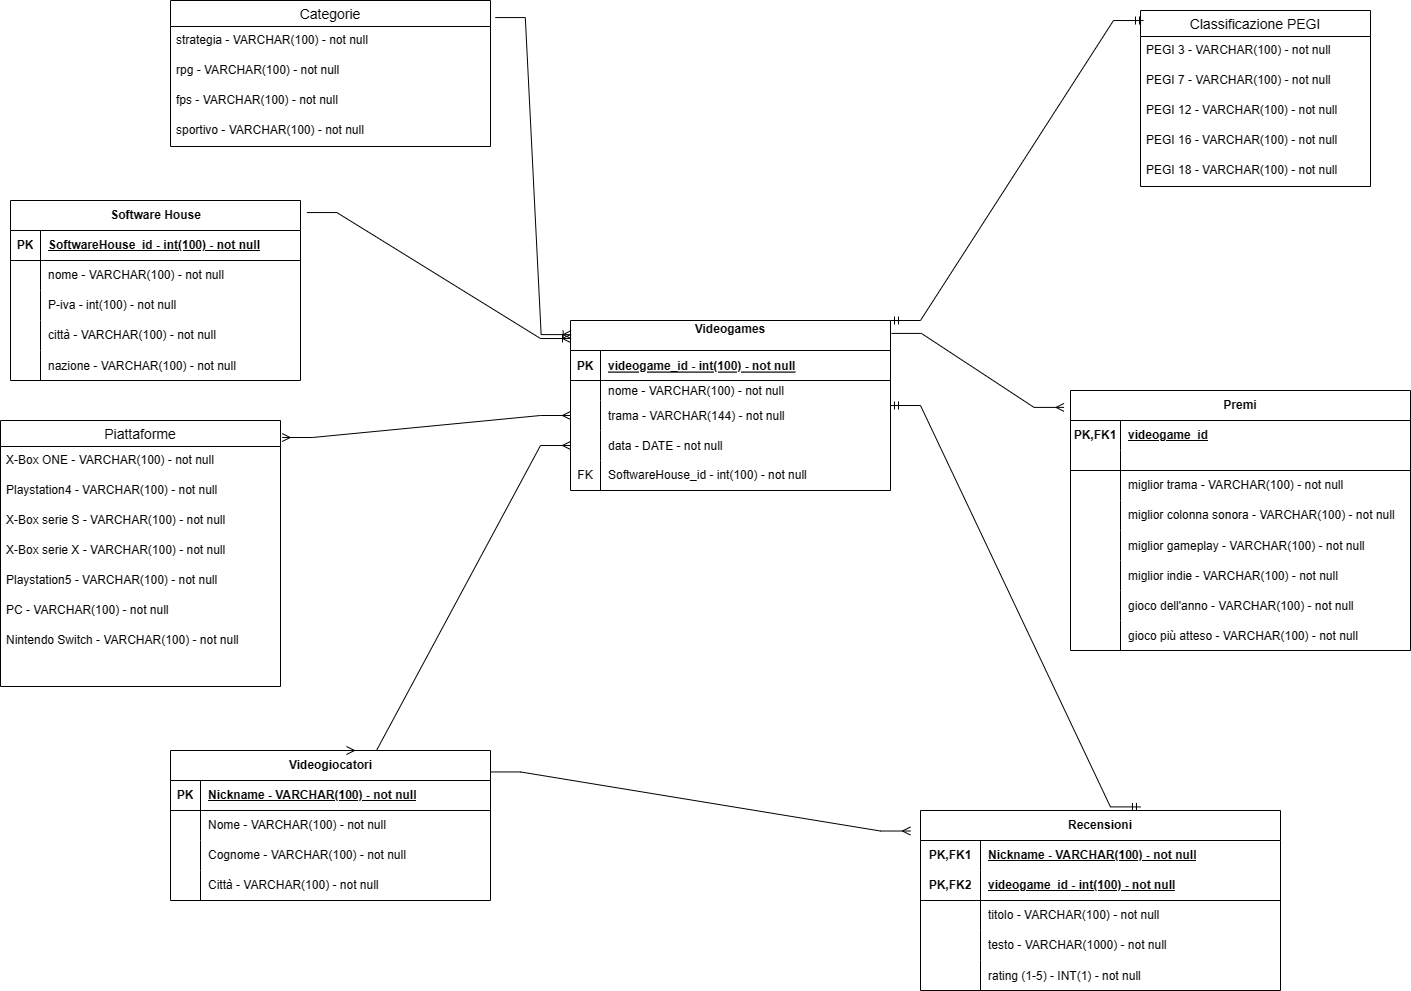 Categorie
strategia - VARCHAR(100) - not null
rpg - VARCHAR(100) - not null
fps - VARCHAR(100) - not null
sportivo - VARCHAR(100) - not null
Classificazione PEGI
PEGI 3 - VARCHAR(100) - not null
PEGI 7 - VARCHAR(100) - not null
PEGI 12 - VARCHAR(100) - not null
PEGI 16 - VARCHAR(100) - not null
PEGI 18 - VARCHAR(100) - not null
Software House
PK SoftwareHouse_id - int(100) - not null
nome - VARCHAR(100) - not null
P-iva - int(100) - not null
città - VARCHAR(100) - not null
nazione - VARCHAR(100) - not null
Videogames
PK videogame_id - int(100) - not null
nome - VARCHAR(100) - not null
trama - VARCHAR(144) - not null
data - DATE - not null
FK SoftwareHouse_id - int(100) - not null
Premi
PK,FK1 videogame_id
miglior trama - VARCHAR(100) - not null
miglior colonna sonora - VARCHAR(100) - not null
miglior gameplay - VARCHAR(100) - not null
miglior indie - VARCHAR(100) - not null
gioco dell'anno - VARCHAR(100) - not null
gioco più atteso - VARCHAR(100) - not null
Piattaforme
X-Box ONE - VARCHAR(100) - not null
Playstation4 - VARCHAR(100) - not null
X-Box serie S - VARCHAR(100) - not null
X-Box serie X - VARCHAR(100) - not null
Playstation5 - VARCHAR(100) - not null
PC - VARCHAR(100) - not null
Nintendo Switch - VARCHAR(100) - not null
Videogiocatori
PK Nickname - VARCHAR(100) - not null
Nome - VARCHAR(100) - not null
Cognome - VARCHAR(100) - not null
Città - VARCHAR(100) - not null
Recensioni
PK,FK1 Nickname - VARCHAR(100) - not null
PK,FK2 videogame_id - int(100) - not null
titolo - VARCHAR(100) - not null
testo - VARCHAR(1000) - not null
rating (1-5) - INT(1) - not null